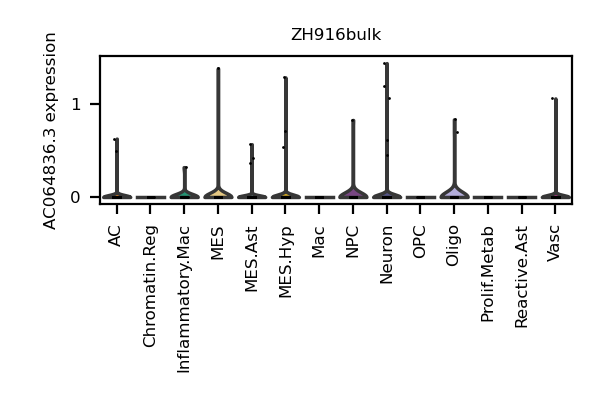 ZH916bulk
AC064836.3 expression
1
0
AC
Chromatin.Reg
Inflammatory.Mac
MES
MES.Ast
MES.Hyp
Mac
NPC
Neuron
OPC
Oligo
Prolif.Metab
Reactive.Ast
Vasc